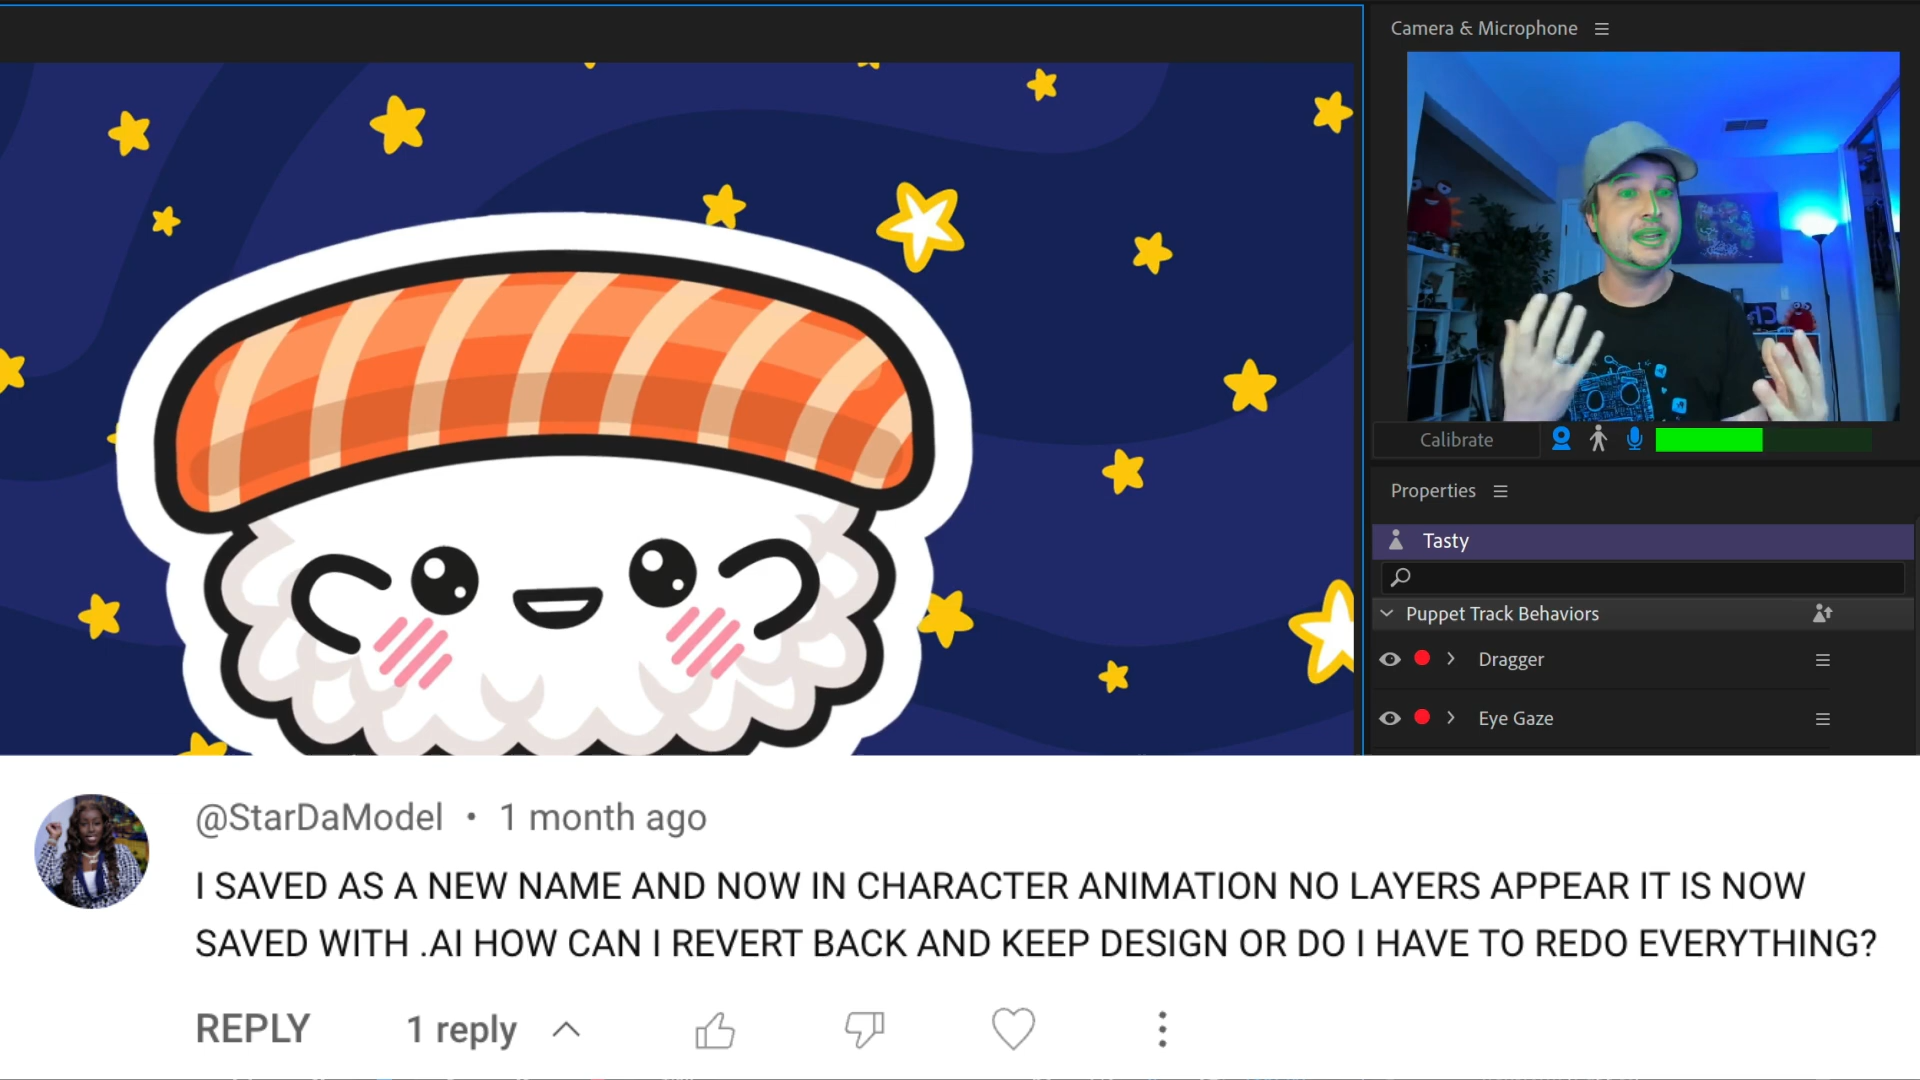 Camera & Microphone
Calibrate
Properties
Tasty
Puppet Track Behaviors
Dragger
Eye Gaze
@StarDaModel • 1 month ago
I SAVED AS A NEW NAME AND NOW IN CHARACTER ANIMATION NO LAYERS APPEAR IT IS NOW
SAVED WITH .AI HOW CAN I REVERT BACK AND KEEP DESIGN OR DO I HAVE TO REDO EVERYTHING?
REPLY 1 reply